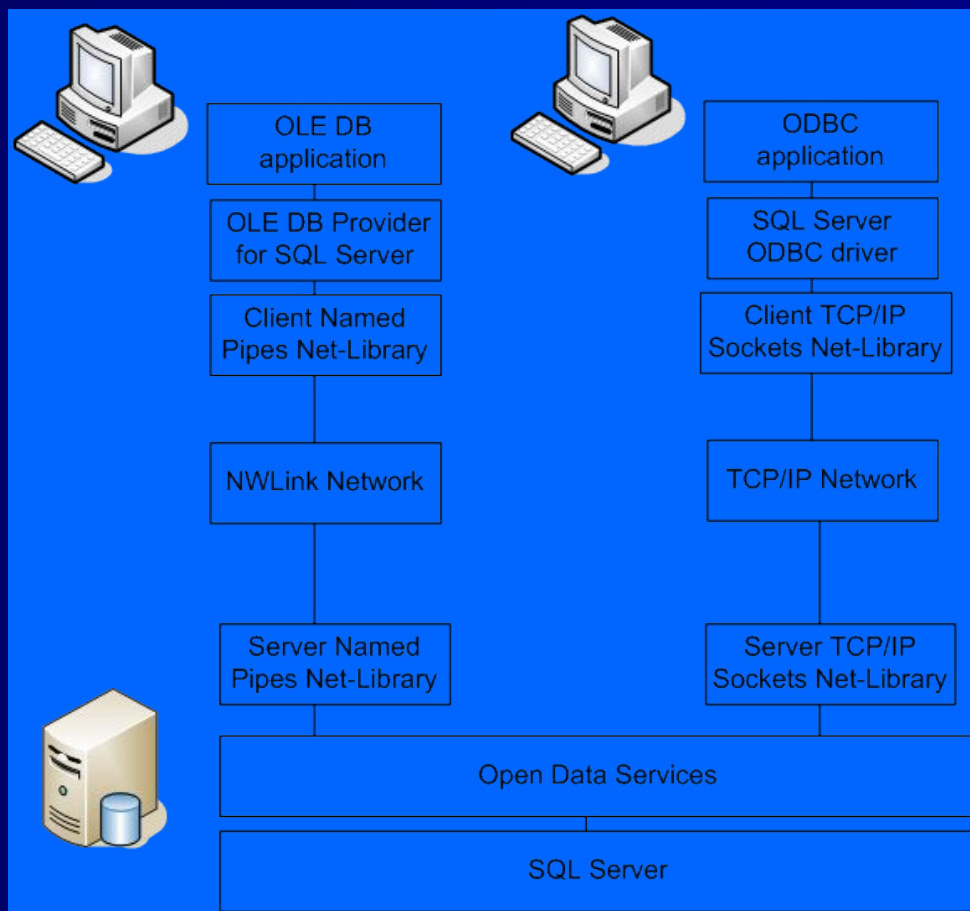 OLE DB
application
OLE DB Provider
for SQL Server
Client Named
Pipes Net-Library
NWLink Network
Server Named
Pipes Net-Library
ODBC
application
SQL Server
ODBC driver
Client TCP/IP
Sockets Net-Library
TCP/IP Network
Server TCP/IP
Sockets Net-Library
Open Data Services
SQL Server